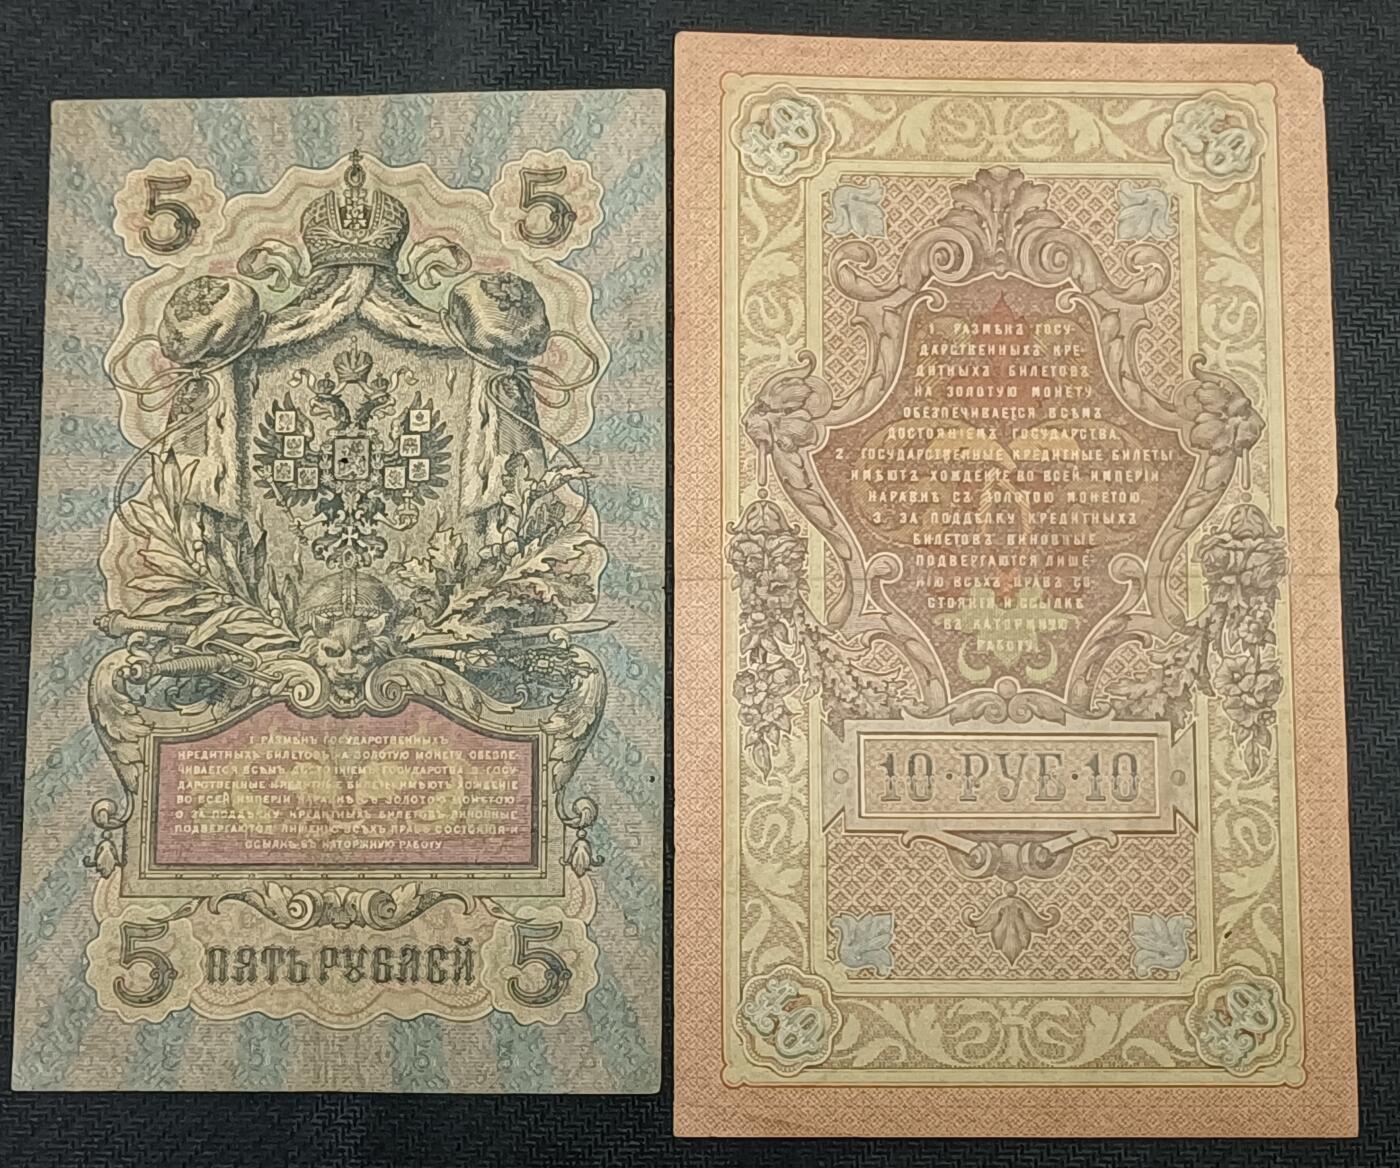 5 5
1. РАЗМѢНЪ ГОСУДАРСТВЕННЫХЪ
КРЕДИТНЫХЪ БИЛЕТОВЪ НА ЗОЛОТУЮ МОНЕТУ ОБЕЗПЕ-
ЧИВАЕТСЯ ВСѢМЪ ДОСТОЯНІЕМЪ ГОСУДАРСТВА 2 ГОСУ-
ДАРСТВЕННЫЕ КРЕДИТНЫЕ БИЛЕТЫ ИМѢЮТЪ ХОЖДЕНІЕ
ВО ВСЕЙ ИМПЕРІИ НАРАВНѢ СЪ ЗОЛОТОЮ МОНЕТОЮ
3 ЗА ПОДДѢЛКУ КРЕДИТНЫХЪ БИЛЕТОВЪ ВИНОВНЫЕ
ПОДВЕРГАЮТСЯ ЛИШЕНІЮ ВСѢХЪ ПРАВЪ СОСТОЯНІЯ И
ССЫЛКѢ ВЪ КАТОРЖНУЮ РАБОТУ
5 ПЯТЬ РУБЛЕЙ 5
10 10
1. РАЗМѢНЪ ГОСУ-
ДАРСТВЕННЫХЪ КРЕ-
ДИТНЫХЪ БИЛЕТОВЪ
НА ЗОЛОТУЮ МОНЕТУ
ОБЕЗПЕЧИВАЕТСЯ ВСѢМЪ
ДОСТОЯНІЕМЪ ГОСУДАРСТВА.
2. ГОСУДАРСТВЕННЫЕ КРЕДИТНЫЕ БИЛЕТЫ
ИМѢЮТЪ ХОЖДЕНІЕ ВО ВСЕЙ ИМПЕРІИ
НАРАВНѢ СЪ ЗОЛОТОЮ МОНЕТОЮ.
3. ЗА ПОДДѢЛКУ КРЕДИТНЫХЪ
БИЛЕТОВЪ ВИНОВНЫЕ
ПОДВЕРГАЮТСЯ ЛИШЕ-
НІЮ ВСѢХЪ ПРАВЪ СО-
СТОЯНІЯ И ССЫЛКѢ
ВЪ КАТОРЖНУЮ
РАБОТУ.
10·РУБ·10
10 10